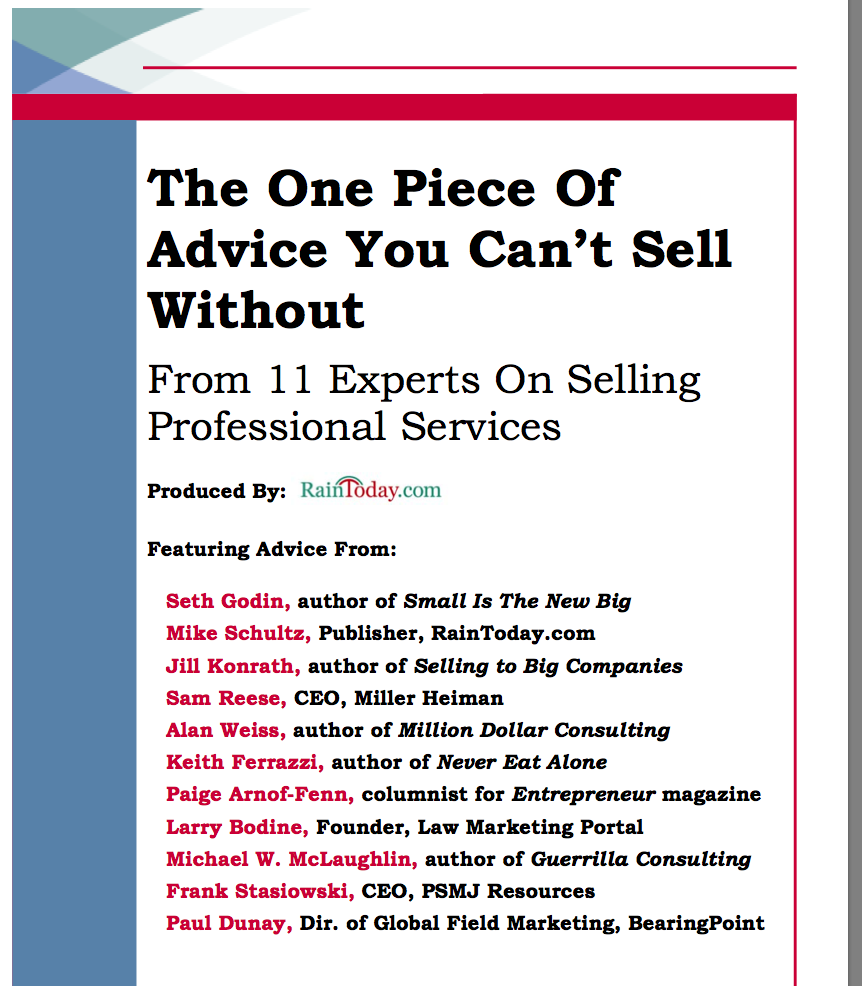 The One Piece Of
Advice You Can’t Sell
Without
From 11 Experts On Selling
Professional Services
Produced By: RainToday.com
Featuring Advice From:
Seth Godin, author of Small Is The New Big
Mike Schultz, Publisher, RainToday.com
Jill Konrath, author of Selling to Big Companies
Sam Reese, CEO, Miller Heiman
Alan Weiss, author of Million Dollar Consulting
Keith Ferrazzi, author of Never Eat Alone
Paige Arnof-Fenn, columnist for Entrepreneur magazine
Larry Bodine, Founder, Law Marketing Portal
Michael W. McLaughlin, author of Guerrilla Consulting
Frank Stasiowski, CEO, PSMJ Resources
Paul Dunay, Dir. of Global Field Marketing, BearingPoint